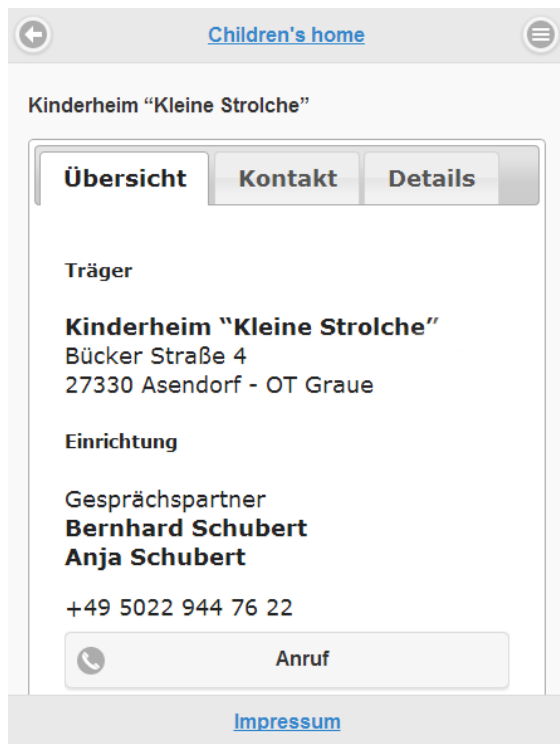 Children's home
Kinderheim “Kleine Strolche”
Übersicht Kontakt Details
Träger
Kinderheim “Kleine Strolche”
Bücker Straße 4
27330 Asendorf - OT Graue
Einrichtung
Gesprächspartner
Bernhard Schubert
Anja Schubert
+49 5022 944 76 22
Anruf
Impressum